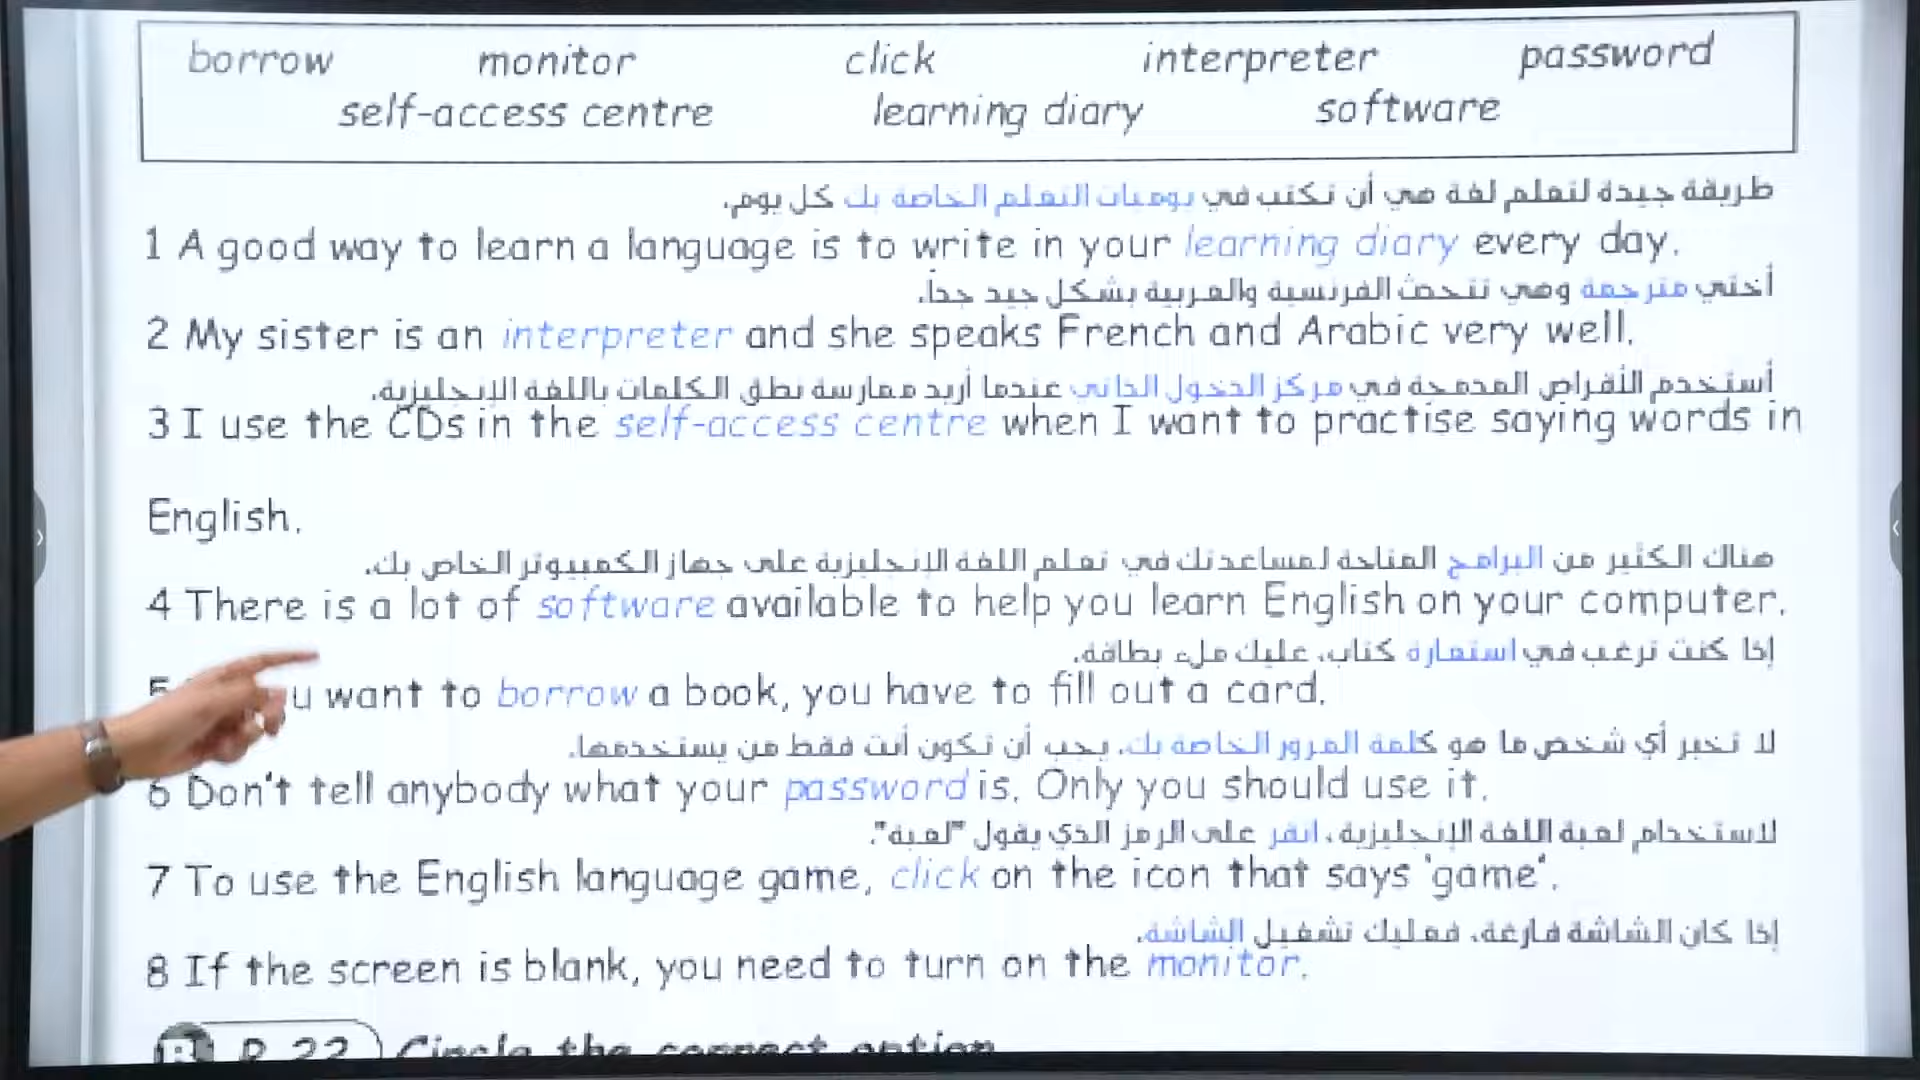 borrow monitor click interpreter password
self-access centre learning diary software
طريقة جيدة لتعلم لغة هي أن تكتب في يوميات التعلم الخاصة بك كل يوم.
1 A good way to learn a language is to write in your learning diary every day.
أختي مترجمة وهي تتحدث الفرنسية والعربية بشكل جيد جداً.
2 My sister is an interpreter and she speaks French and Arabic very well.
أستخدم الأقراص المدمجة في مركز الدخول الذاتي عندما أريد ممارسة نطق الكلمات باللغة الإنجليزية.
3 I use the CDs in the self-access centre when I want to practise saying words in
English.
هناك الكثير من البرامج المتاحة لمساعدتك في تعلم اللغة الإنجليزية على جهاز الكمبيوتر الخاص بك.
4 There is a lot of software available to help you learn English on your computer.
إذا كنت ترغب في استعارة كتاب، عليك ملء بطاقة.
5 u want to borrow a book, you have to fill out a card.
لا تخبر أي شخص ما هو كلمة المرور الخاصة بك. يجب أن تكون أنت فقط من يستخدمها.
6 Don't tell anybody what your password is. Only you should use it.
لاستخدام لعبة اللغة الإنجليزية، انقر على الرمز الذي يقول "لعبة".
7 To use the English language game, click on the icon that says 'game'.
إذا كان الشاشة فارغة، فعليك تشغيل الشاشة.
8 If the screen is blank, you need to turn on the monitor.
B P.22 Circle the correct option